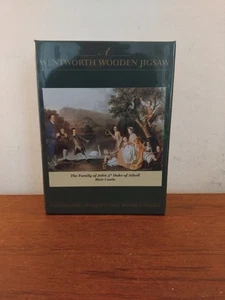 A
WENTWORTH WOODEN JIGSAW
The Family of John 3rd Duke of Atholl
Blair Castle